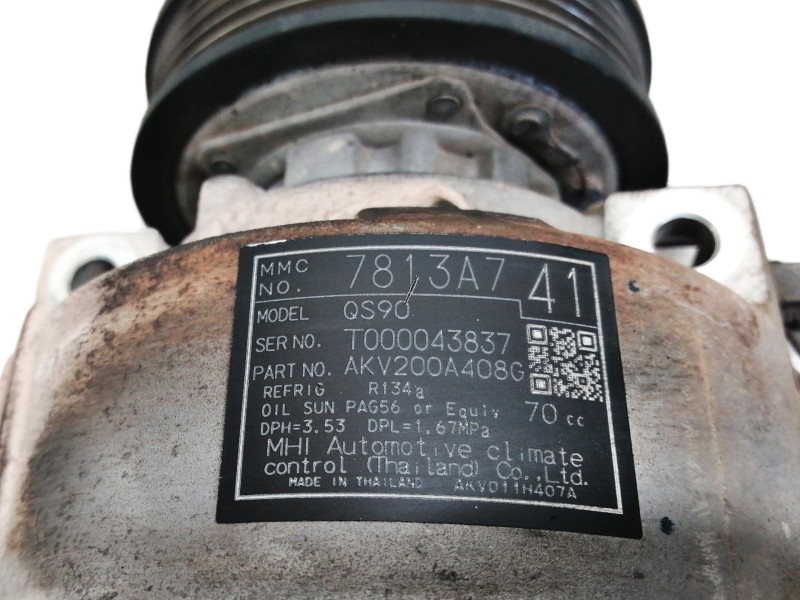 MMC NO. 7813A7 41
MODEL QS90
SER NO. T000043837
PART NO. AKV200A408G
REFRIG R134a
OIL SUN PAG56 or Equiv 70 cc
DPH=3.53 DPL=1.67MPa
MHI Automotive climate
control (Thailand) Co., Ltd.
MADE IN THAILAND AKV011H407A